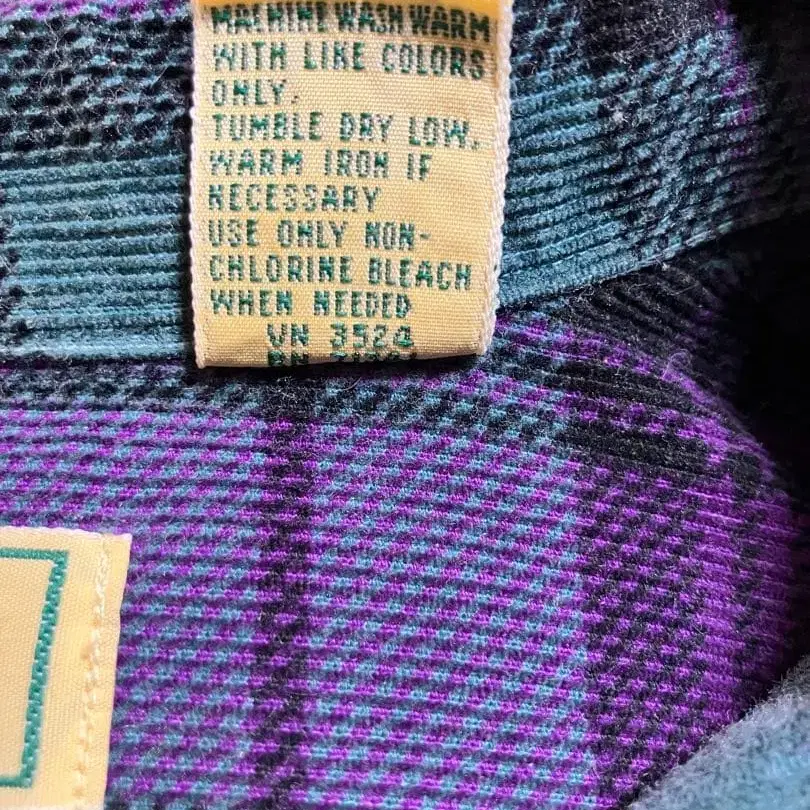 MACHINE WASH WARM
WITH LIKE COLORS
ONLY.
TUMBLE DRY LOW.
WARM IRON IF
NECESSARY
USE ONLY NON-
CHLORINE BLEACH
WHEN NEEDED
VN 3524